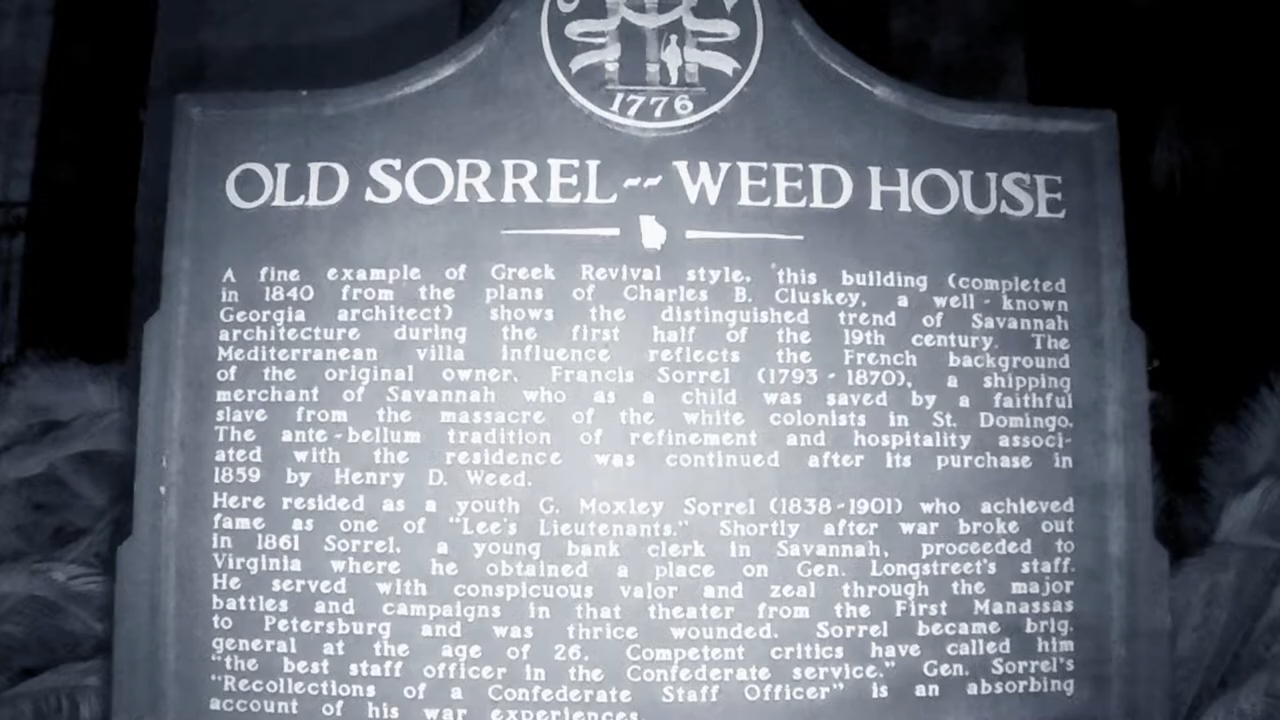 1776
OLD SORREL -- WEED HOUSE
A fine example of Greek Revival style, this building (completed
in 1840 from the plans of Charles B. Cluskey, a well-known
Georgia architect) shows the distinguished trend of Savannah
architecture during the first half of the 19th century. The
Mediterranean villa influence reflects the French background
of the original owner, Francis Sorrel (1793-1870), a shipping
merchant of Savannah who as a child was saved by a faithful
slave from the massacre of the white colonists in St. Domingo.
The ante-bellum tradition of refinement and hospitality associ-
ated with the residence was continued after its purchase in
1859 by Henry D. Weed.
Here resided as a youth G. Moxley Sorrel (1838-1901) who achieved
fame as one of "Lee's Lieutenants." Shortly after war broke out
in 1861 Sorrel, a young bank clerk in Savannah, proceeded to
Virginia where he obtained a place on Gen. Longstreet's staff.
He served with conspicuous valor and zeal through the major
battles and campaigns in that theater from the First Manassas
to Petersburg and was thrice wounded. Sorrel became brig.
general at the age of 26. Competent critics have called him
"the best staff officer in the Confederate service." Gen. Sorrel's
"Recollections of a Confederate Staff Officer" is an absorbing
account of his war experiences.